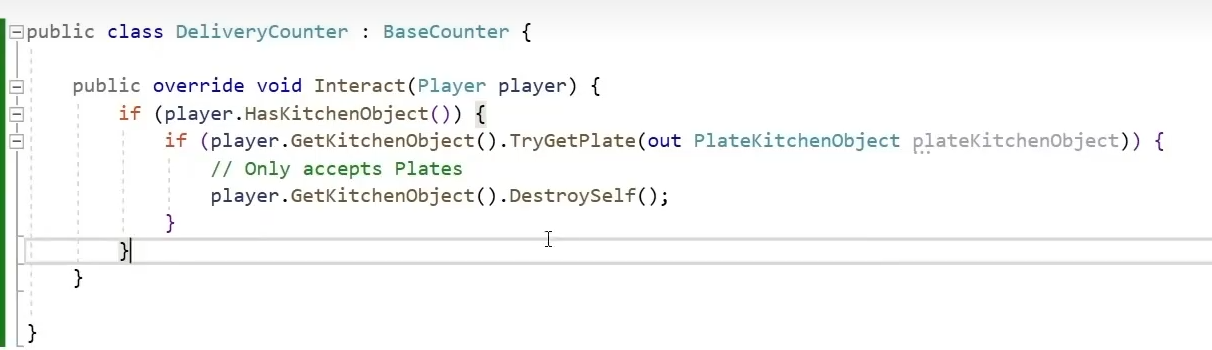 public class DeliveryCounter : BaseCounter {
public override void Interact(Player player) {
if (player.HasKitchenObject()) {
if (player.GetKitchenObject().TryGetPlate(out PlateKitchenObject plateKitchenObject)) {
// Only accepts Plates
player.GetKitchenObject().DestroySelf();
}
}
}
}